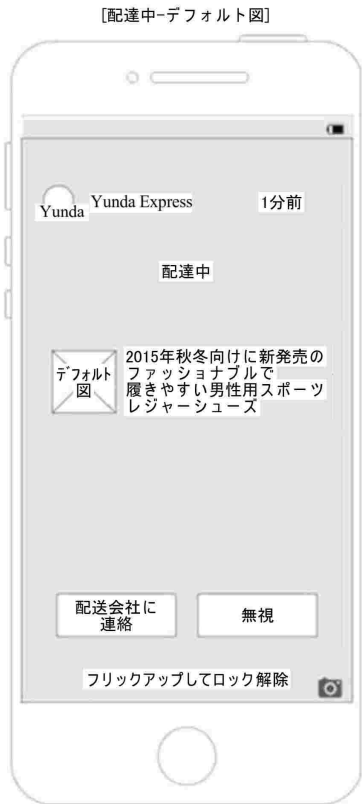 [配達中-デフォルト図]
Yunda Express
1分前
Yunda
配達中
2015年秋冬向けに新発売の
ファッショナブルで
履きやすい男性用スポーツ
レジャーシューズ
デフォルト
図
配送会社に
連絡
無視
フリックアップしてロック解除